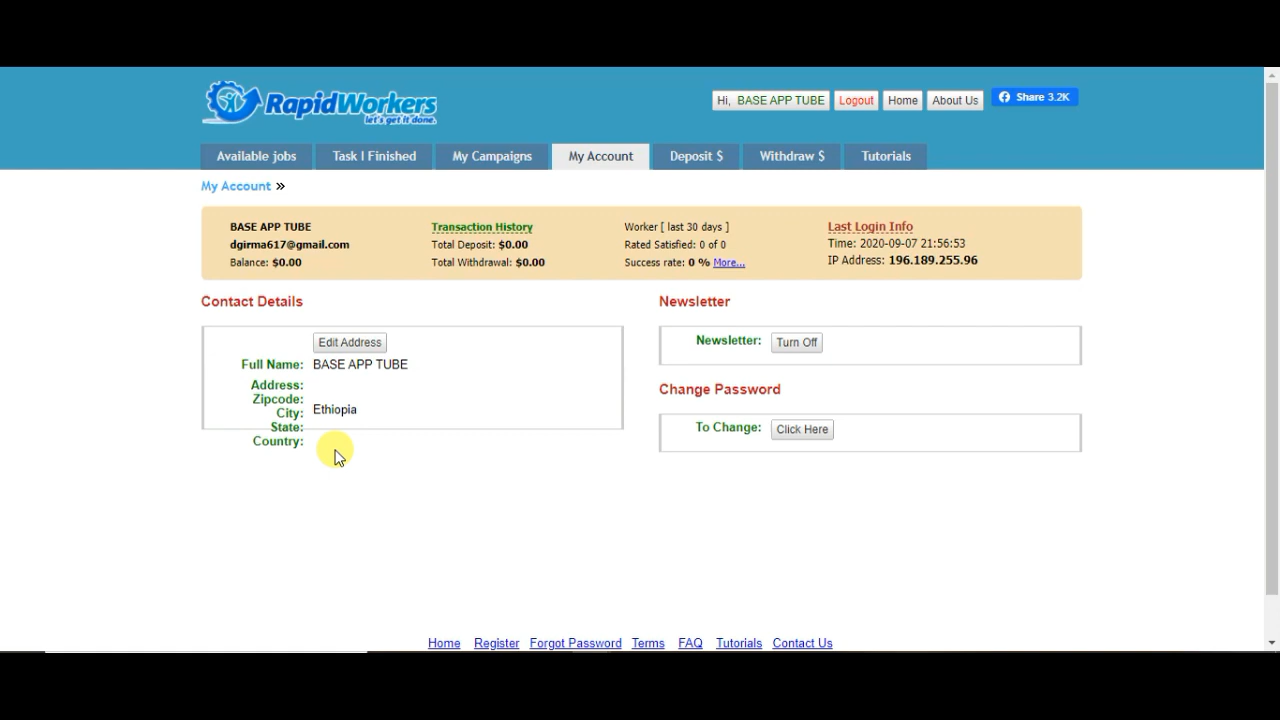 RapidWorkers
let's get it done.
Hi, BASE APP TUBE Logout Home About Us Share 3.2K
Available jobs Task I Finished My Campaigns My Account Deposit $ Withdraw $ Tutorials
My Account »
BASE APP TUBE Transaction History Worker [ last 30 days ] Last Login Info
dgirma617@gmail.com Total Deposit: $0.00 Rated Satisfied: 0 of 0 Time: 2020-09-07 21:56:53
Balance: $0.00 Total Withdrawal: $0.00 Success rate: 0 % More... IP Address: 196.189.255.96
Contact Details
Edit Address
Full Name: BASE APP TUBE
Address:
Zipcode:
City: Ethiopia
State:
Country:
Newsletter
Newsletter: Turn Off
Change Password
To Change: Click Here
Home Register Forgot Password Terms FAQ Tutorials Contact Us